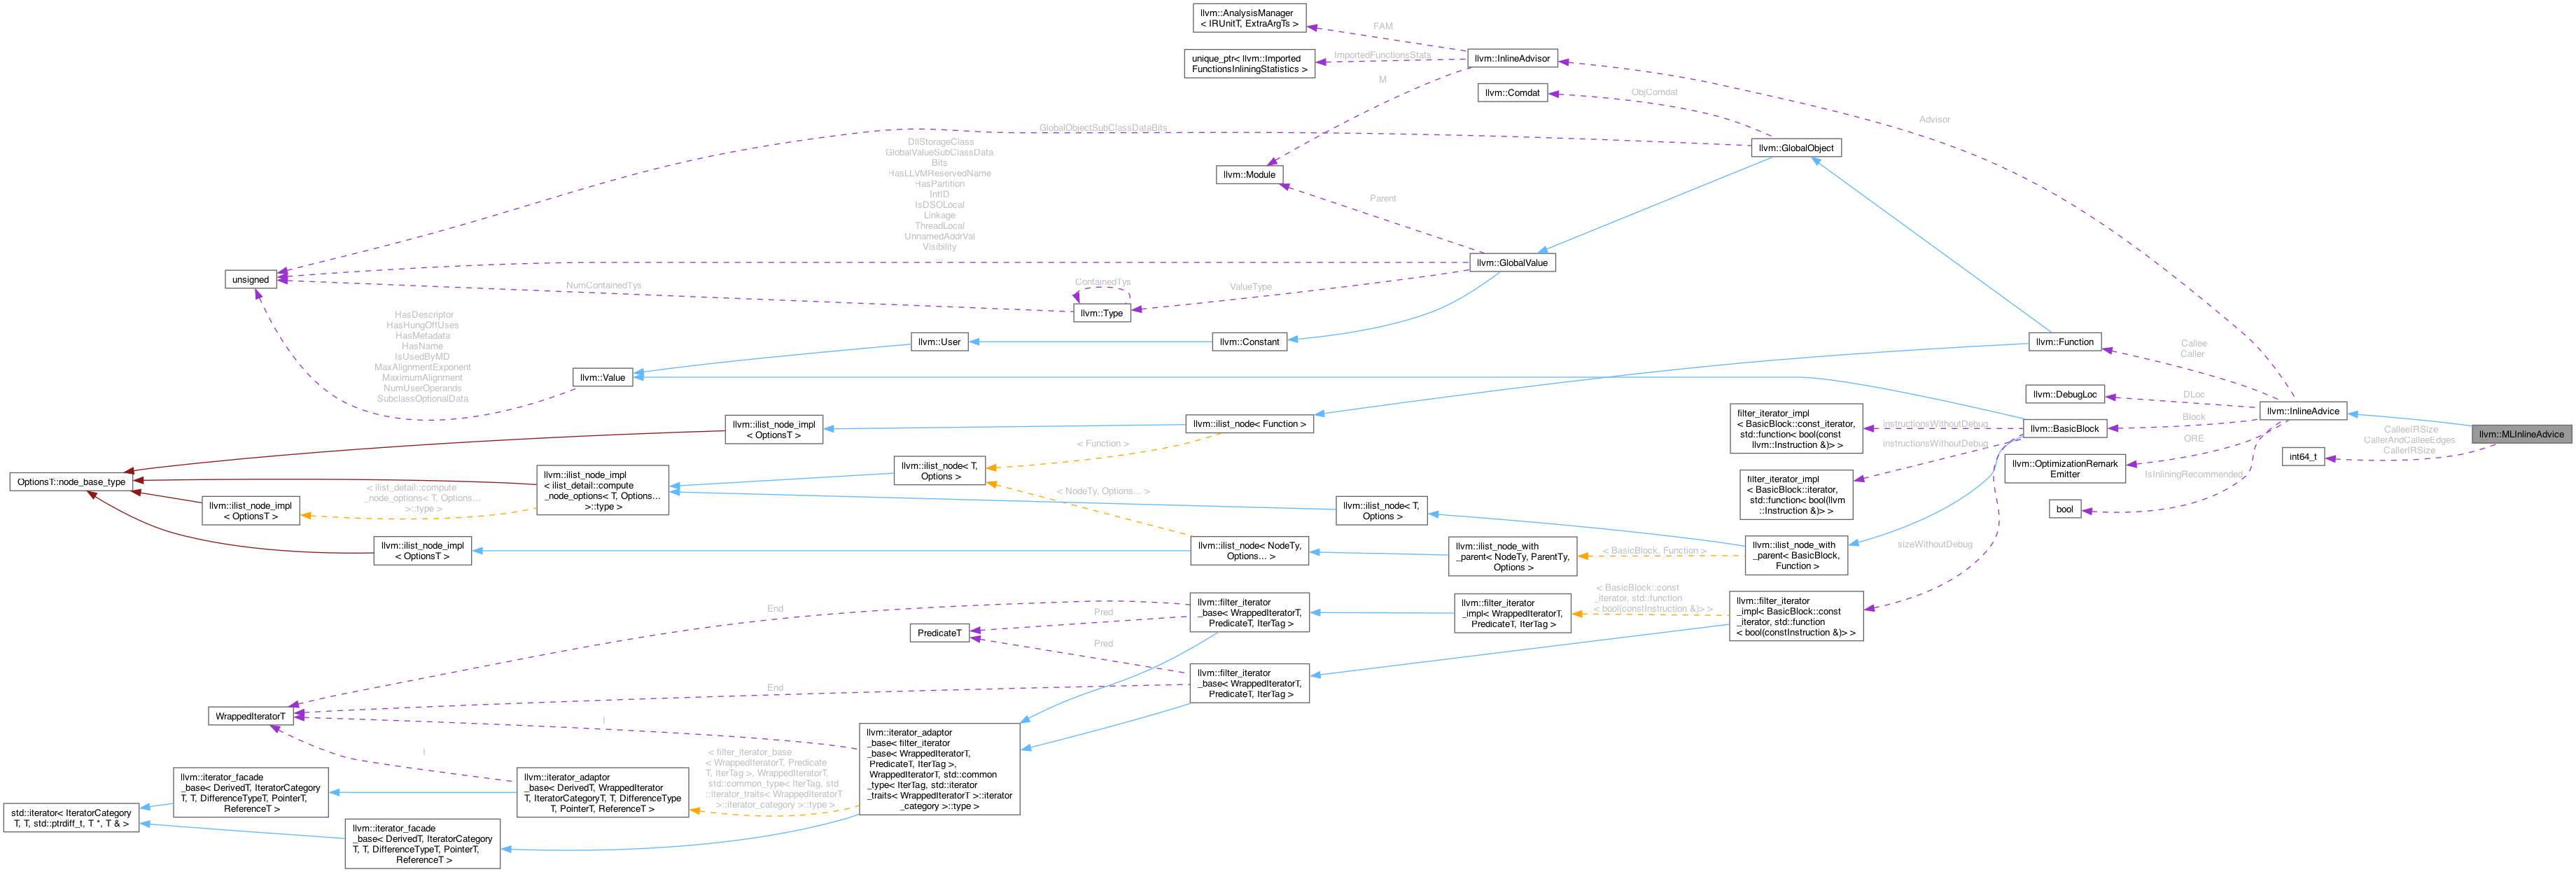 llvm::AnalysisManager
< IRUnitT, ExtraArgTs >
FAM
unique_ptr< llvm::Imported
FunctionsInliningStatistics >
ImportedFunctionsStats
llvm::InlineAdvisor
M
llvm::Comdat
ObjComdat
Advisor
GlobalObjectSubClassDataBits
llvm::GlobalObject
DllStorageClass
GlobalValueSubClassData
Bits
HasLLVMReservedName
HasPartition
IntID
IsDSOLocal
Linkage
ThreadLocal
UnnamedAddrVal
Visibility
llvm::Module
Parent
llvm::GlobalValue
unsigned
NumContainedTys
ContainedTys
llvm::Type
ValueType
HasDescriptor
HasHungOffUses
HasMetadata
HasName
IsUsedByMD
MaxAlignmentExponent
MaximumAlignment
NumUserOperands
SubclassOptionalData
llvm::User
llvm::Constant
llvm::Function
Callee
Caller
llvm::Value
llvm::DebugLoc
DLoc
llvm::InlineAdvice
llvm::ilist_node_impl
< OptionsT >
llvm::ilist_node< Function >
filter_iterator_impl
< BasicBlock::const_iterator,
std::function< bool(const
llvm::Instruction &)> >
instructionsWithoutDebug
llvm::BasicBlock
Block
CalleeIRSize
CallerAndCalleeEdges
CallerIRSize
llvm::MLInlineAdvice
< Function >
instructionsWithoutDebug
ORE
int64_t
OptionsT::node_base_type
< ilist_detail::compute
_node_options< T, Options...
>::type >
llvm::ilist_node_impl
< ilist_detail::compute
_node_options< T, Options...
>::type >
llvm::ilist_node< T,
Options >
< NodeTy, Options... >
filter_iterator_impl
< BasicBlock::iterator,
std::function< bool(llvm
::Instruction &)> >
llvm::OptimizationRemark
Emitter
IsInliningRecommended
llvm::ilist_node_impl
< OptionsT >
llvm::ilist_node< T,
Options >
bool
llvm::ilist_node_impl
< OptionsT >
llvm::ilist_node< NodeTy,
Options... >
llvm::ilist_node_with
_parent< NodeTy, ParentTy,
Options >
< BasicBlock, Function >
llvm::ilist_node_with
_parent< BasicBlock,
Function >
sizeWithoutDebug
End
Pred
PredicateT
llvm::filter_iterator
_base< WrappedIteratorT,
PredicateT, IterTag >
llvm::filter_iterator
_impl< WrappedIteratorT,
PredicateT, IterTag >
< BasicBlock::const
_iterator, std::function
< bool(constInstruction &)> >
llvm::filter_iterator
_impl< BasicBlock::const
_iterator, std::function
< bool(constInstruction &)> >
Pred
End
llvm::filter_iterator
_base< WrappedIteratorT,
PredicateT, IterTag >
WrappedIteratorT
I
I
< filter_iterator_base
< WrappedIteratorT, Predicate
T, IterTag >, WrappedIteratorT,
std::common_type< IterTag, std
::iterator_traits< WrappedIteratorT
>::iterator_category >::type >
llvm::iterator_adaptor
_base< filter_iterator
_base< WrappedIteratorT,
PredicateT, IterTag >,
WrappedIteratorT, std::common
_type< IterTag, std::iterator
_traits< WrappedIteratorT >::iterator
_category >::type >
llvm::iterator_facade
_base< DerivedT, IteratorCategory
T, T, DifferenceTypeT, PointerT,
ReferenceT >
llvm::iterator_adaptor
_base< DerivedT, WrappedIterator
T, IteratorCategoryT, T, DifferenceType
T, PointerT, ReferenceT >
std::iterator< IteratorCategory
T, T, std::ptrdiff_t, T *, T & >
llvm::iterator_facade
_base< DerivedT, IteratorCategory
T, T, DifferenceTypeT, PointerT,
ReferenceT >